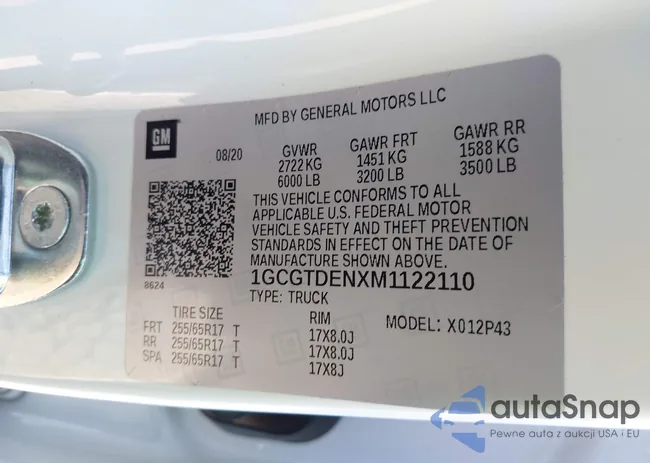 MFD BY GENERAL MOTORS LLC
GM
08/20
GVWR GAWR FRT GAWR RR
2722 KG 1451 KG 1588 KG
6000 LB 3200 LB 3500 LB
THIS VEHICLE CONFORMS TO ALL
APPLICABLE U.S. FEDERAL MOTOR
VEHICLE SAFETY AND THEFT PREVENTION
STANDARDS IN EFFECT ON THE DATE OF
MANUFACTURE SHOWN ABOVE.
8624
1GCGTDENXM1122110
TYPE: TRUCK
TIRE SIZE RIM MODEL: X012P43
FRT 255/65R17 T 17X8.0J
RR 255/65R17 T 17X8.0J
SPA 255/65R17 T 17X8J
autaSnap
Pewne auta z aukcji USA i EU